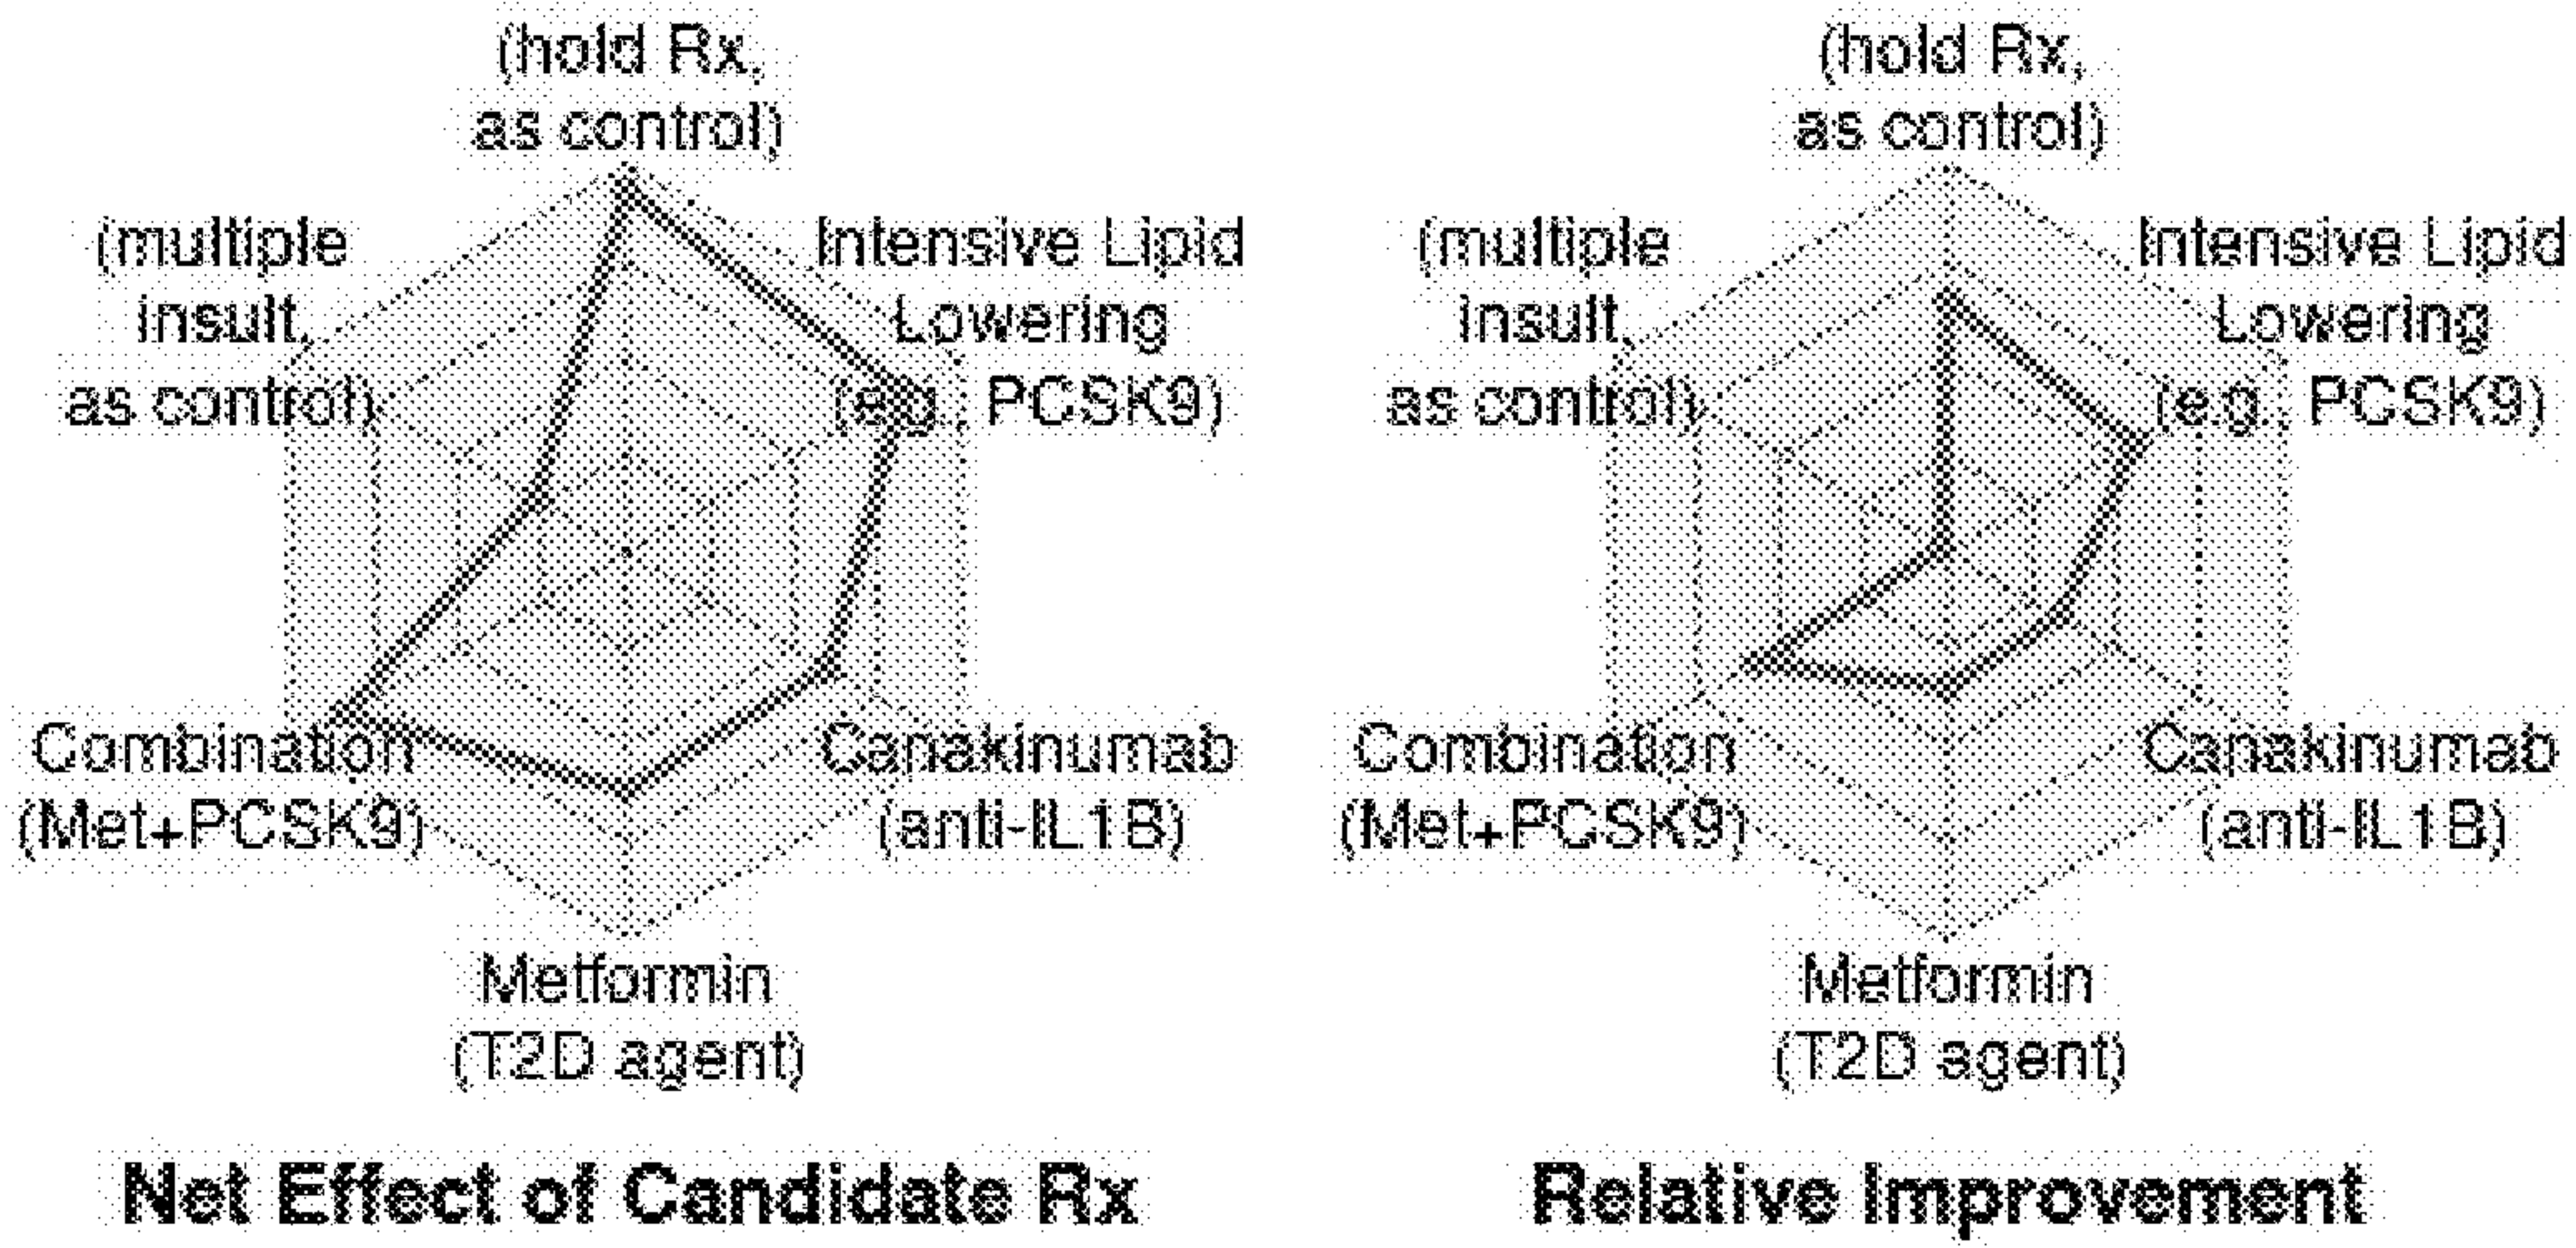 (hold Rx,
as control)
(multiple
insult,
as control)
Intensive Lipid
Lowering
(e.g., PCSK9)
Combination
(Met+PCSK9)
Canakinumab
(anti-IL1B)
Metformin
(T2D agent)
Net Effect of Candidate Rx
(hold Rx,
as control)
(multiple
insult,
as control)
Intensive Lipid
Lowering
(e.g., PCSK9)
Combination
(Met+PCSK9)
Canakinumab
(anti-IL1B)
Metformin
(T2D agent)
Relative Improvement